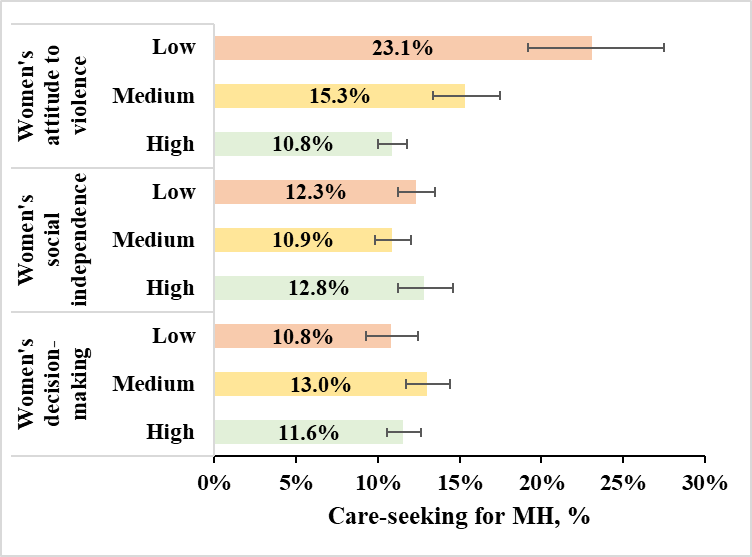 Women's
attitude to
violence
Low
23.1%
Medium
15.3%
High
10.8%
Women's
social
independence
Low
12.3%
Medium
10.9%
High
12.8%
Women's
decision-
making
Low
10.8%
Medium
13.0%
High
11.6%
0% 5% 10% 15% 20% 25% 30%
Care-seeking for MH, %